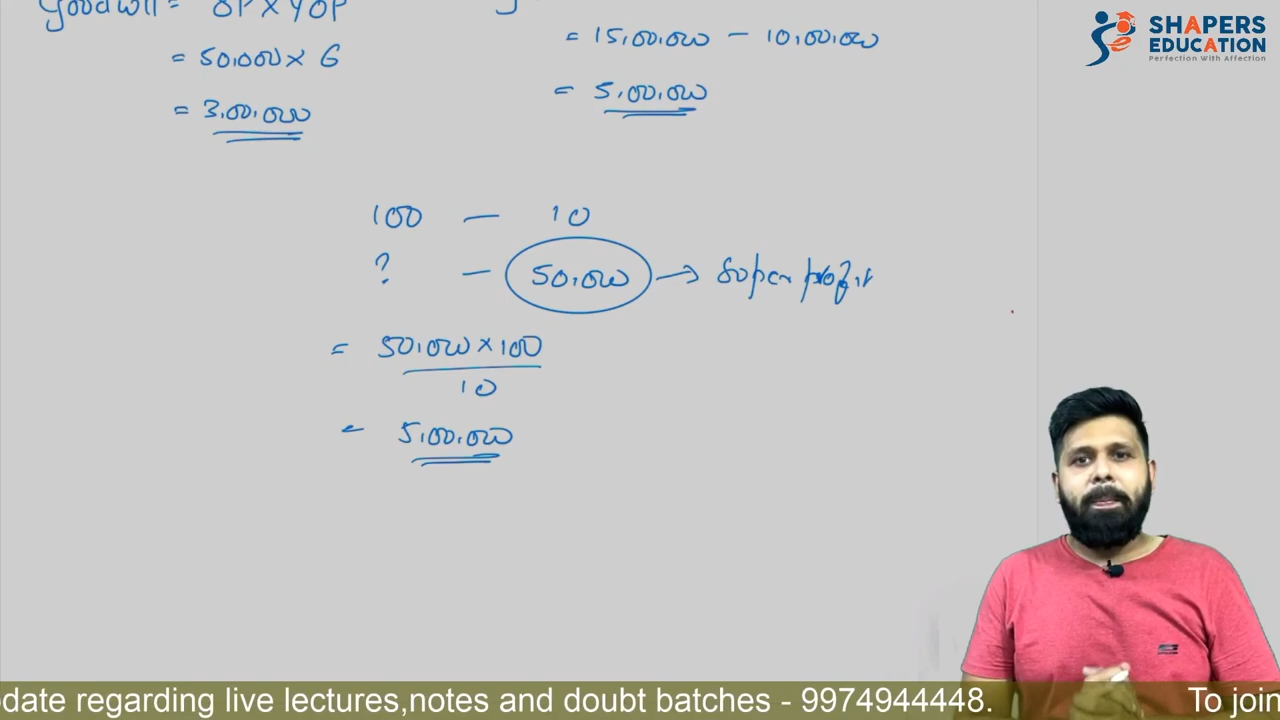 Goodwill = SP X YOP
= 50,000 X 6
= 3,00,000
= 15,00,000 - 10,00,000
= 5,00,000
100 - 10
? - 50,000 → Super profit
= 50,000 X 100
10
= 5,00,000
SHAPERS
EDUCATION
Perfection With Affection
date regarding live lectures,notes and doubt batches - 9974944448. To join